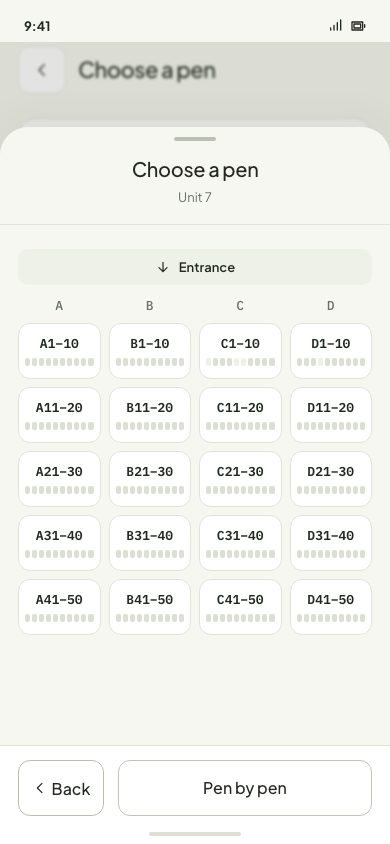 9:41
Choose a pen
Choose a pen
Unit 7
↓ Entrance
A B C D
A1–10 B1–10 C1–10 D1–10
A11–20 B11–20 C11–20 D11–20
A21–30 B21–30 C21–30 D21–30
A31–40 B31–40 C31–40 D31–40
A41–50 B41–50 C41–50 D41–50
Back Pen by pen